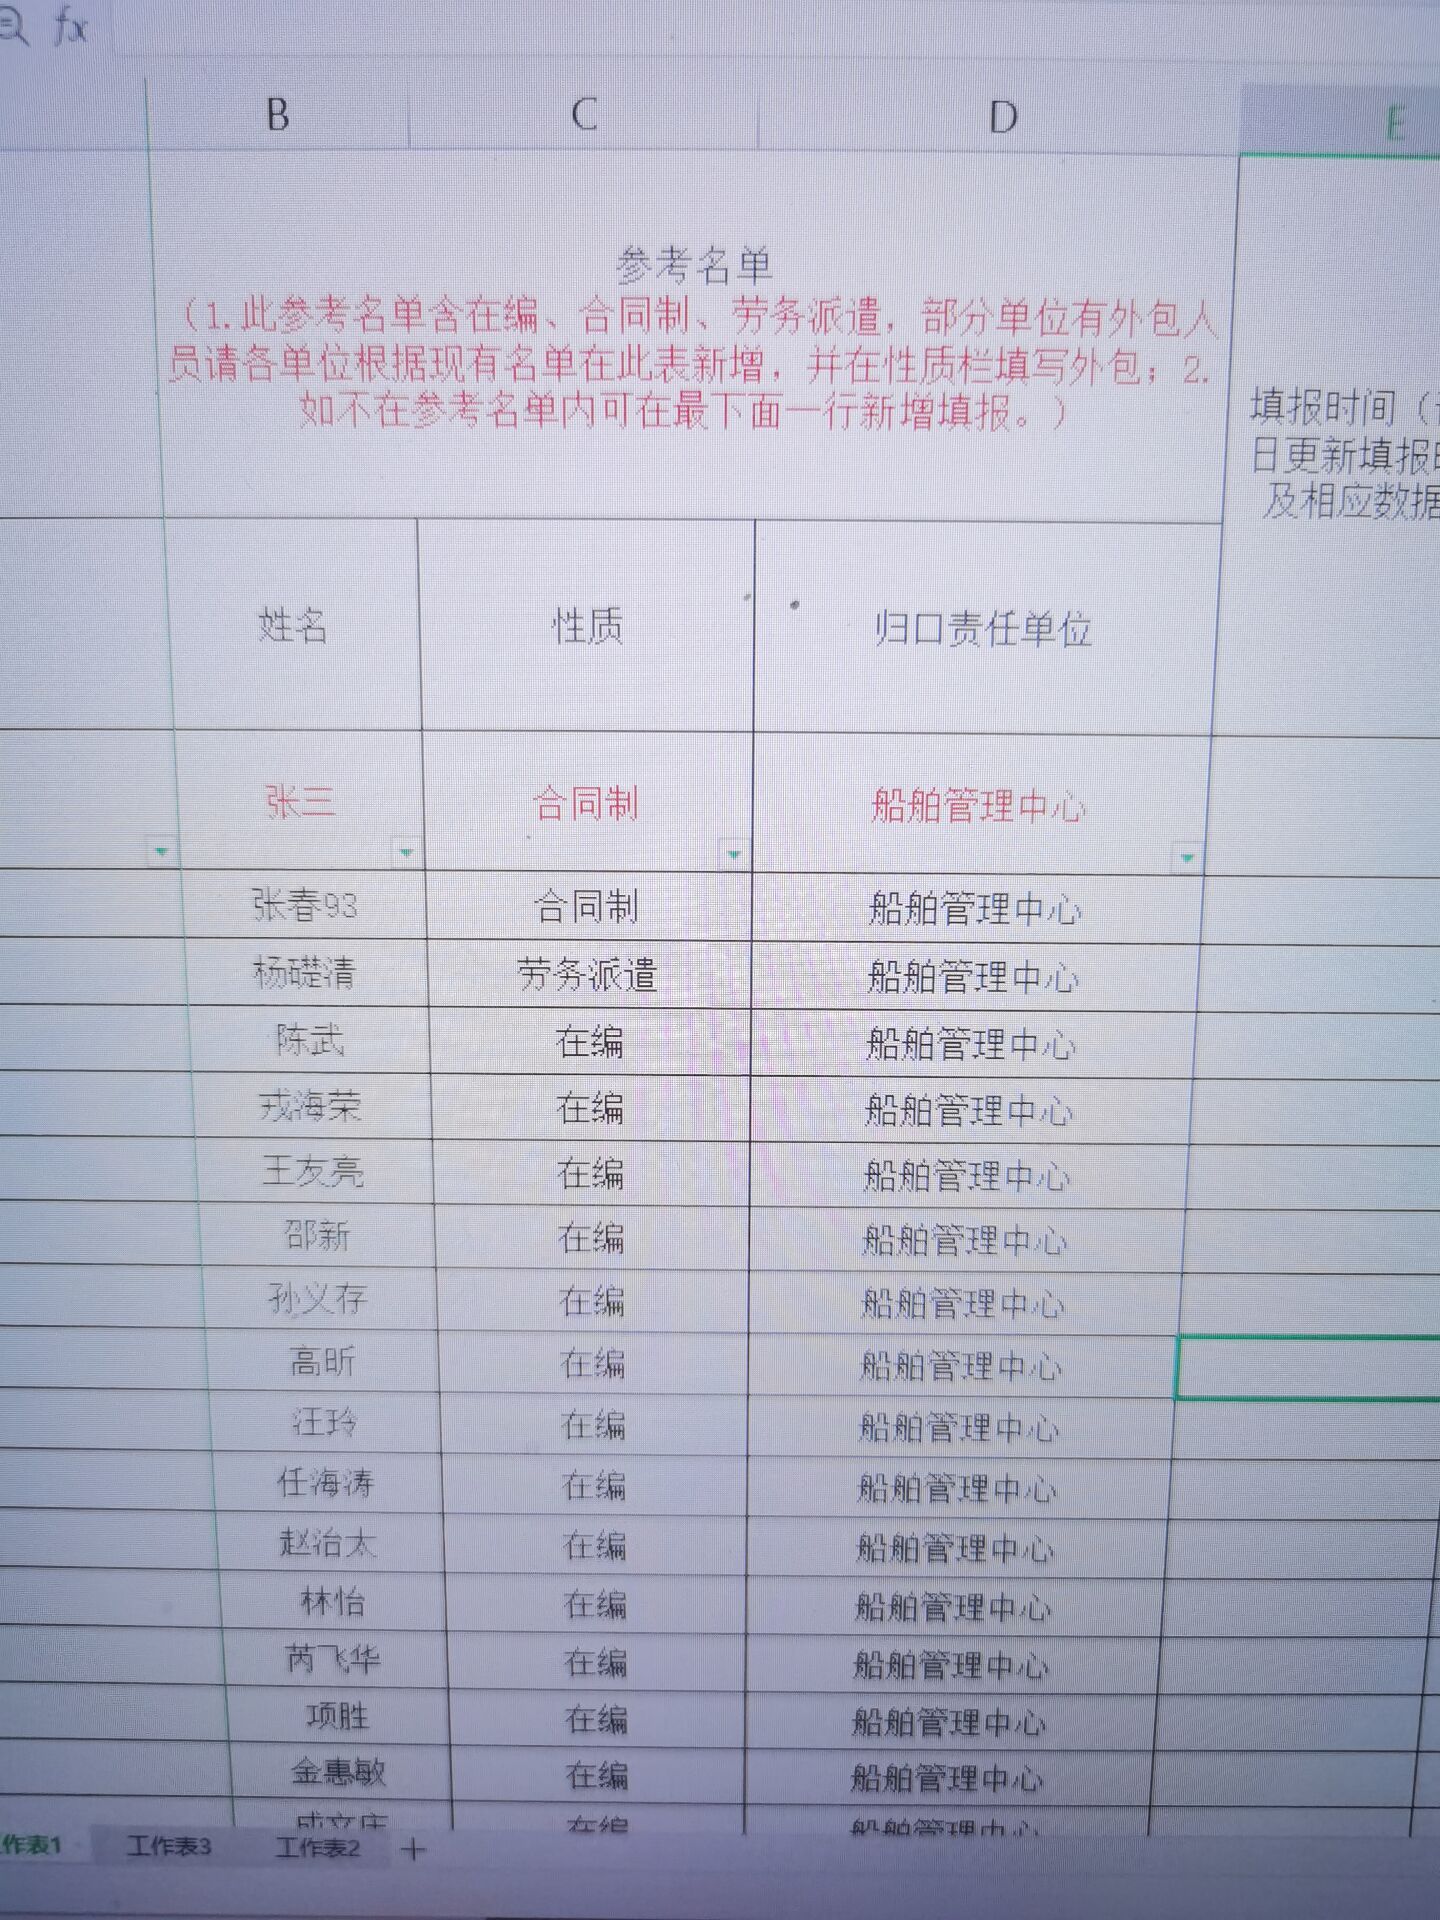 fx
B C D E
参考名单
（1.此参考名单含在编、合同制、劳务派遣，部分单位有外包人
员请各单位根据现有名单在此表新增，并在性质栏填写外包；2.
如不在参考名单内可在最下面一行新增填报。）
填报时间（
日更新填报
及相应数据
姓名 性质 归口责任单位
张三 合同制 船舶管理中心
张春93 合同制 船舶管理中心
杨礎清 劳务派遣 船舶管理中心
陈武 在编 船舶管理中心
戎海荣 在编 船舶管理中心
王友亮 在编 船舶管理中心
邵新 在编 船舶管理中心
孙义存 在编 船舶管理中心
高昕 在编 船舶管理中心
汪玲 在编 船舶管理中心
任海涛 在编 船舶管理中心
赵治太 在编 船舶管理中心
林怡 在编 船舶管理中心
芮飞华 在编 船舶管理中心
项胜 在编 船舶管理中心
金惠敏 在编 船舶管理中心
在编 船舶管理中心
作表1 工作表3 工作表2 +